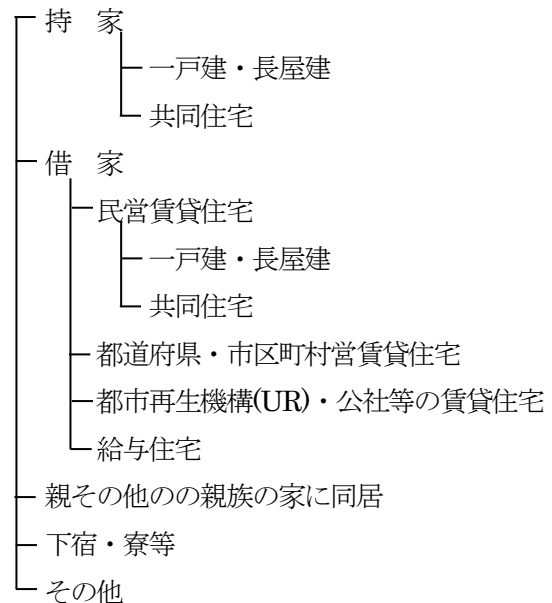 持　家
一戸建・長屋建
共同住宅
借　家
民営賃貸住宅
一戸建・長屋建
共同住宅
都道府県・市区町村営賃貸住宅
都市再生機構(UR)・公社等の賃貸住宅
給与住宅
親その他のの親族の家に同居
下宿・寮等
その他